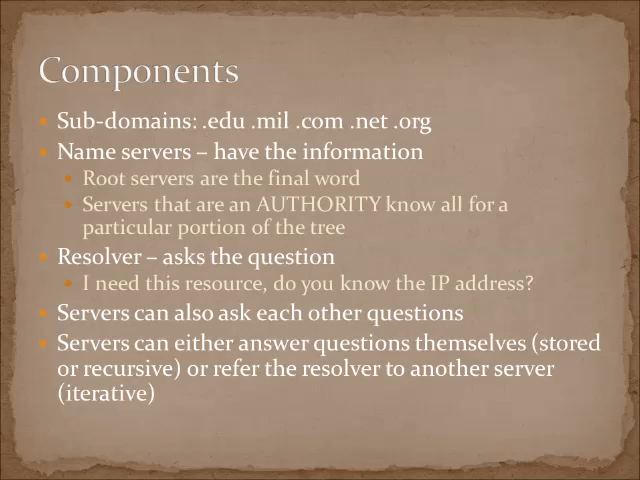 Components
• Sub-domains: .edu .mil .com .net .org
• Name servers – have the information
• Root servers are the final word
• Servers that are an AUTHORITY know all for a
particular portion of the tree
• Resolver – asks the question
• I need this resource, do you know the IP address?
• Servers can also ask each other questions
• Servers can either answer questions themselves (stored
or recursive) or refer the resolver to another server
(iterative)